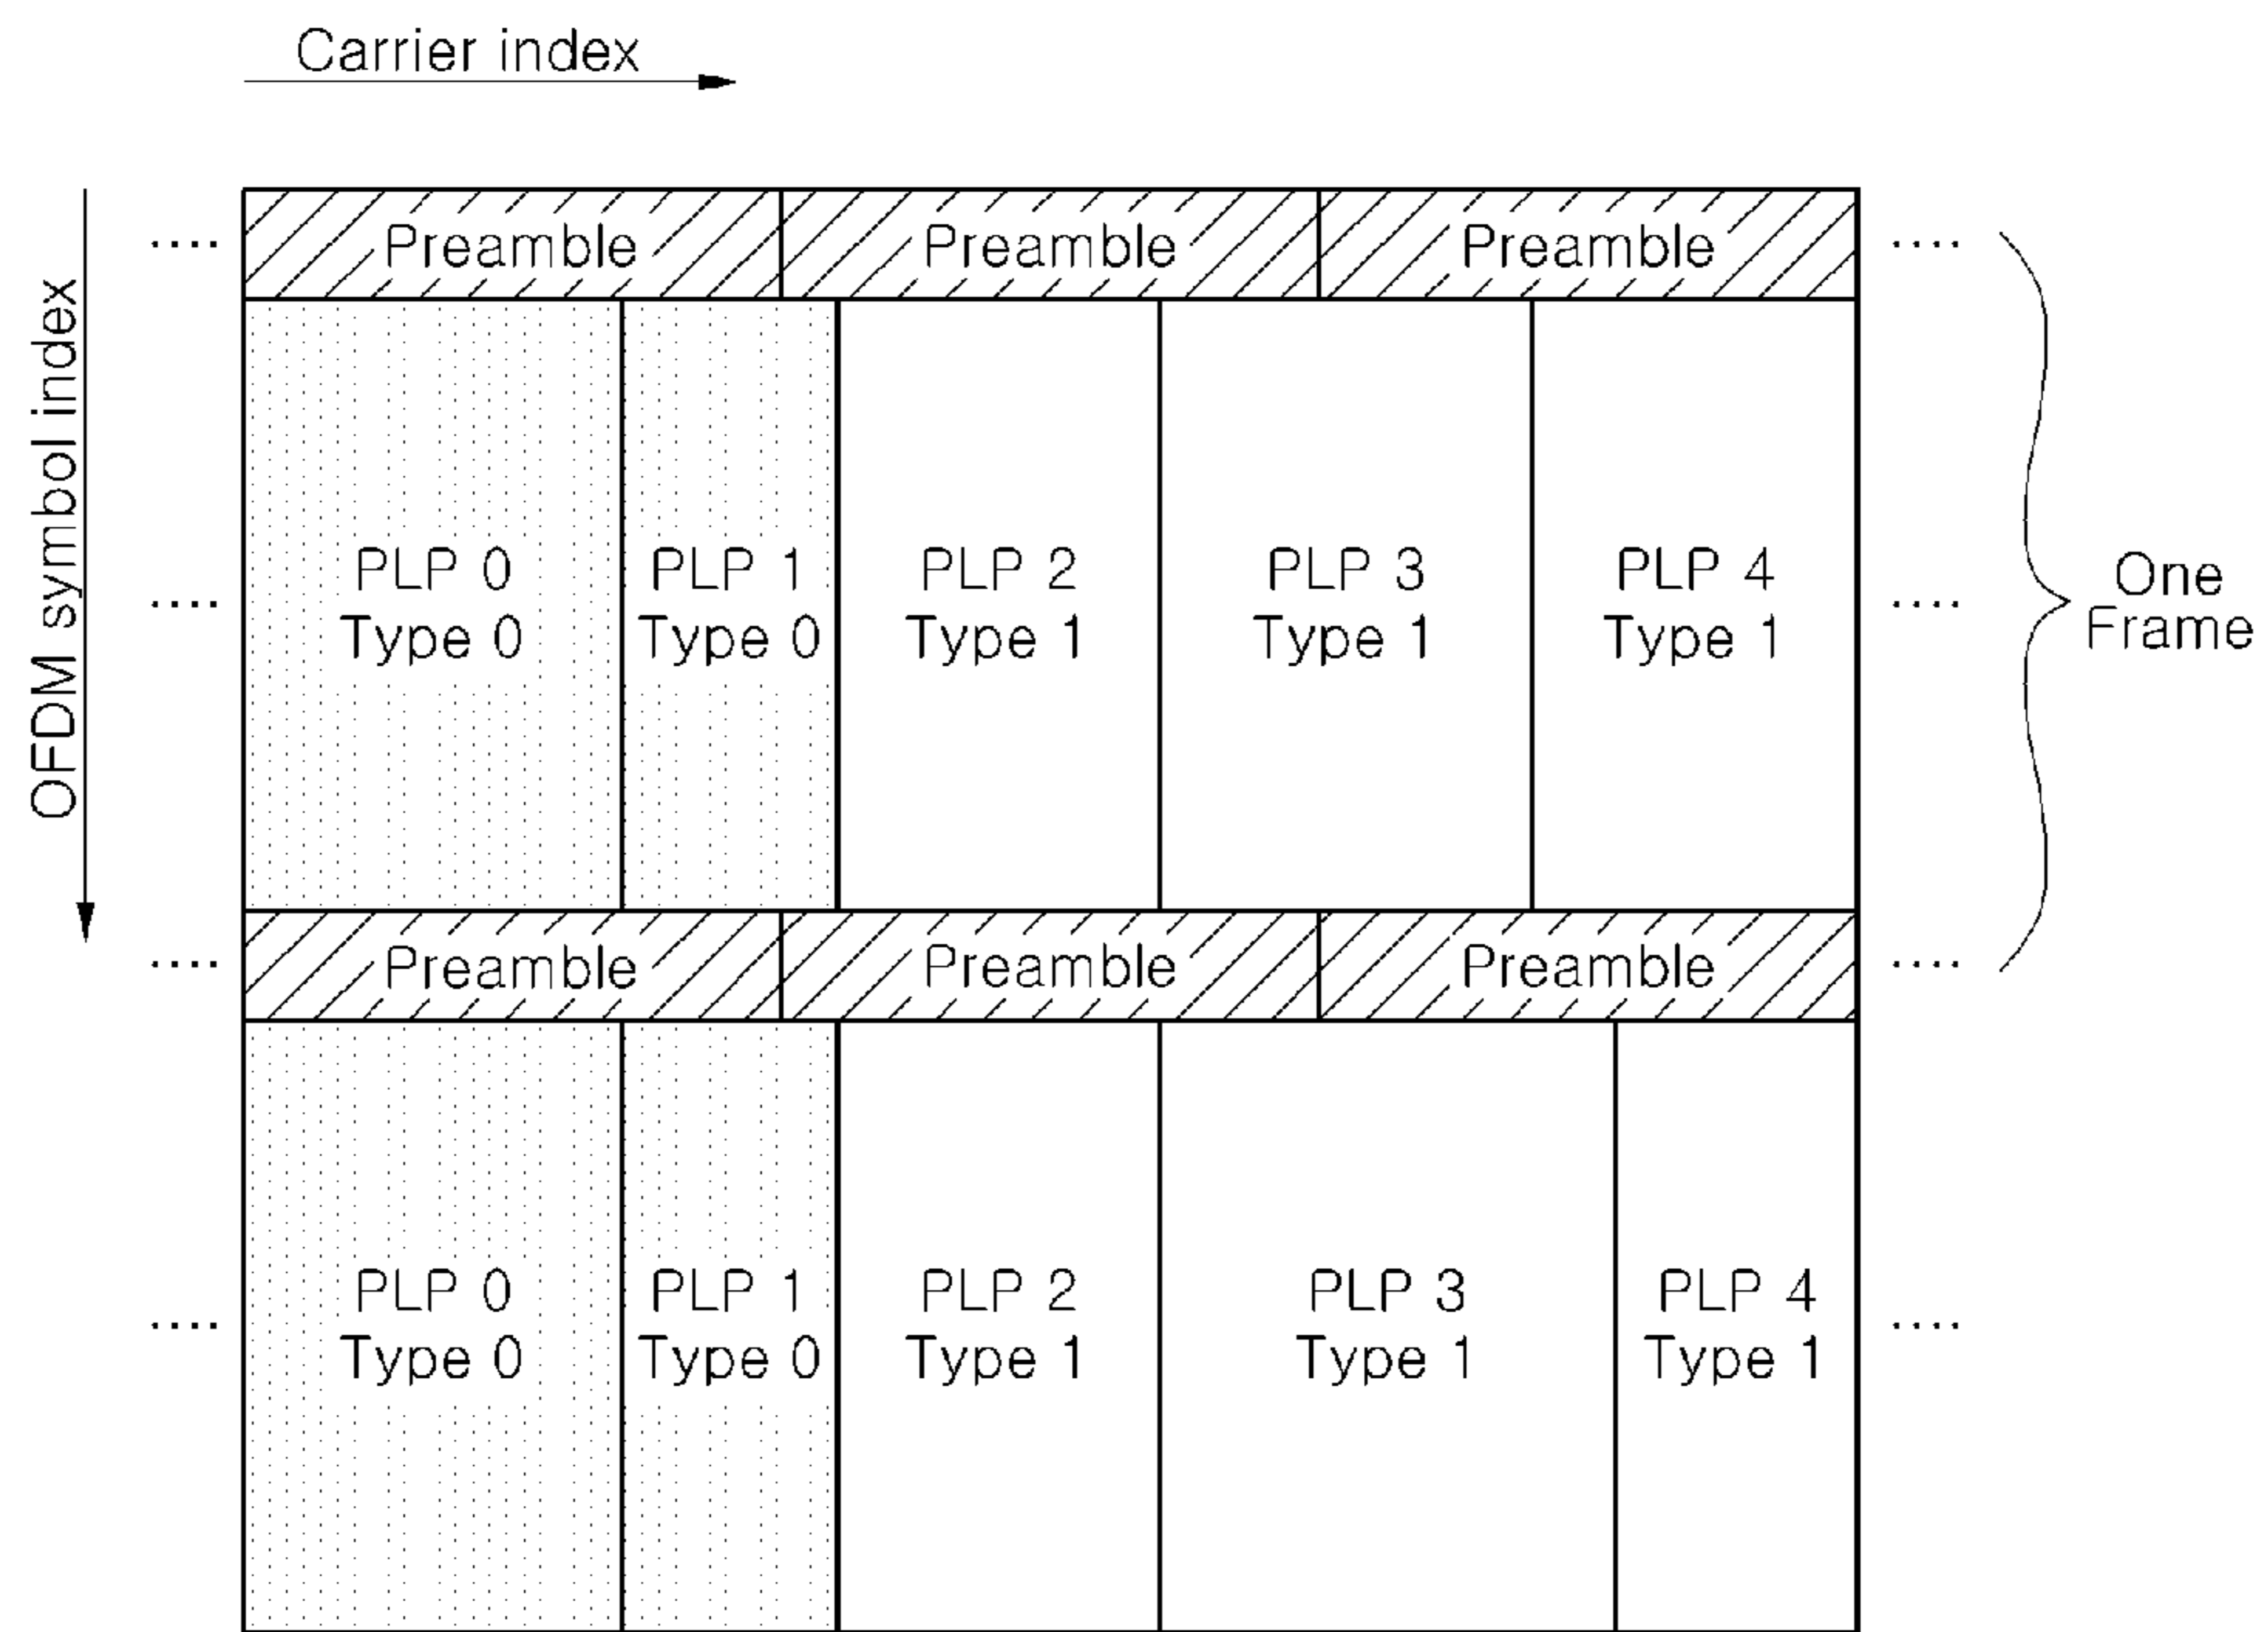 Carrier index
OFDM symbol index
.... Preamble Preamble Preamble ....
PLP 0 PLP 1 PLP 2 PLP 3 PLP 4
.... Type 0 Type 0 Type 1 Type 1 Type 1 ....
One
Frame
.... Preamble Preamble Preamble ....
PLP 0 PLP 1 PLP 2 PLP 3 PLP 4
.... Type 0 Type 0 Type 1 Type 1 Type 1 ....